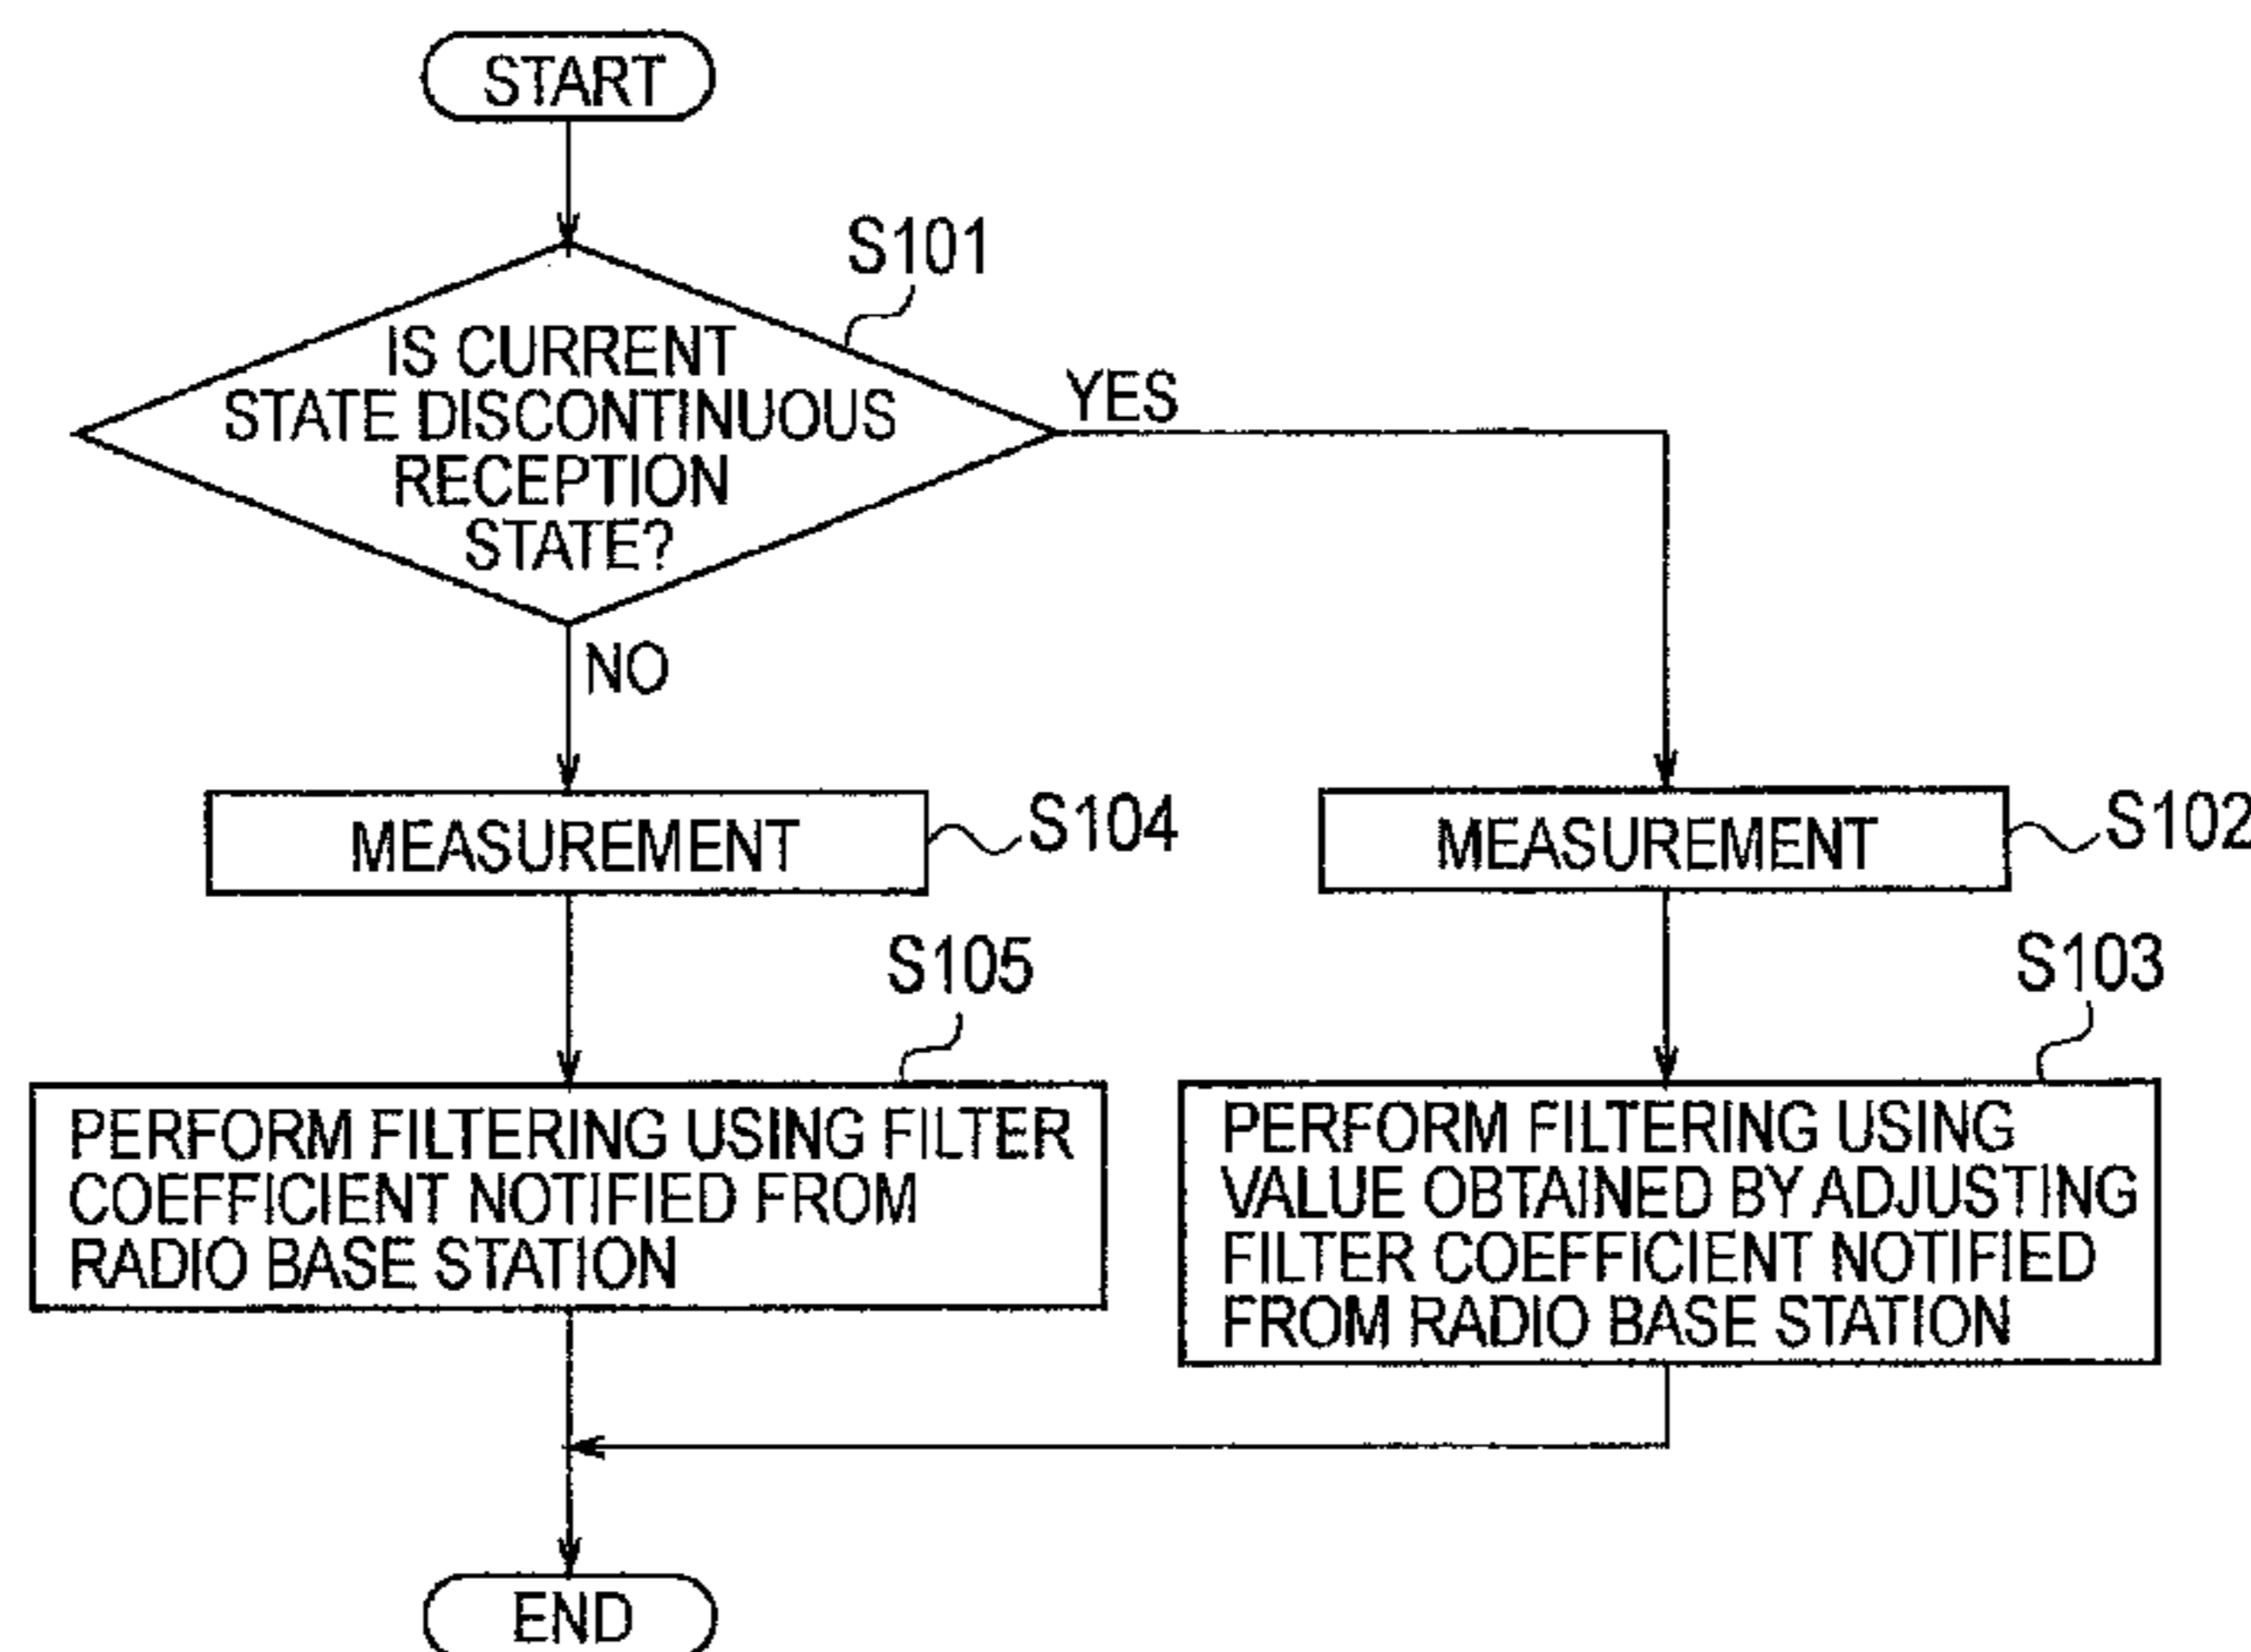 START
S101
IS CURRENT
STATE DISCONTINUOUS
RECEPTION
STATE?
YES
NO
MEASUREMENT
S104
MEASUREMENT
S102
S105
S103
PERFORM FILTERING USING FILTER
COEFFICIENT NOTIFIED FROM
RADIO BASE STATION
PERFORM FILTERING USING
VALUE OBTAINED BY ADJUSTING
FILTER COEFFICIENT NOTIFIED
FROM RADIO BASE STATION
END